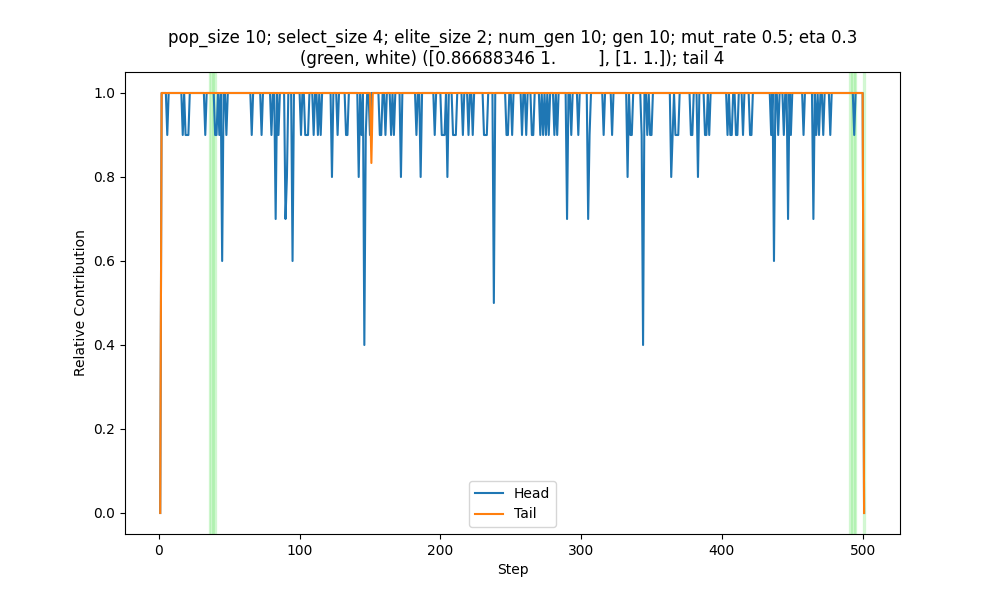 pop_size 10; select_size 4; elite_size 2; num_gen 10; gen 10; mut_rate 0.5; eta 0.3
(green, white) ([0.86688346 1.        ], [1. 1.]); tail 4
1.0
0.8
0.6
0.4
0.2
0.0
Relative Contribution
Head
Tail
0
100
200
300
400
500
Step